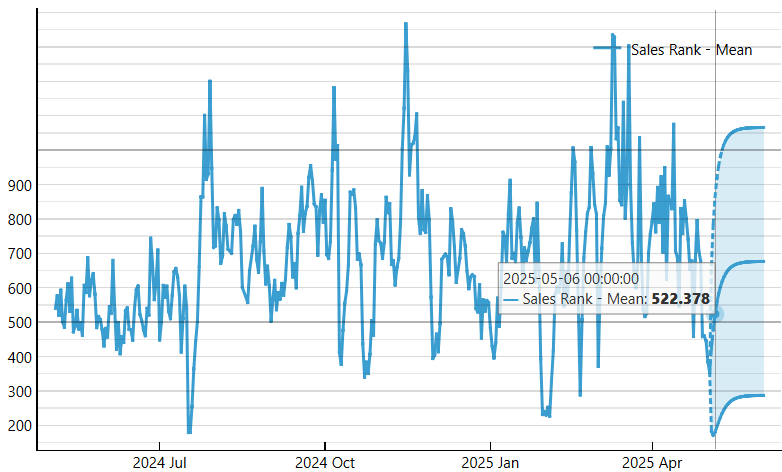 Sales Rank - Mean
900
800
700
600
500
400
300
200
2025-05-06 00:00:00
Sales Rank - Mean: 522.378
2024 Jul
2024 Oct
2025 Jan
2025 Apr